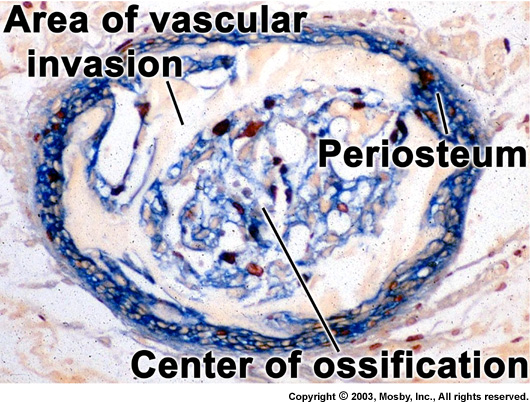 Area of vascular
invasion
Periosteum
Center of ossification
Copyright © 2003, Mosby, Inc., All rights reserved.